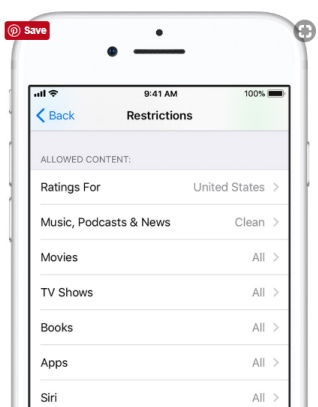 Save
9:41 AM 100%
Back Restrictions
ALLOWED CONTENT:
Ratings For United States
Music, Podcasts & News Clean
Movies All
TV Shows All
Books All
Apps All
Siri All